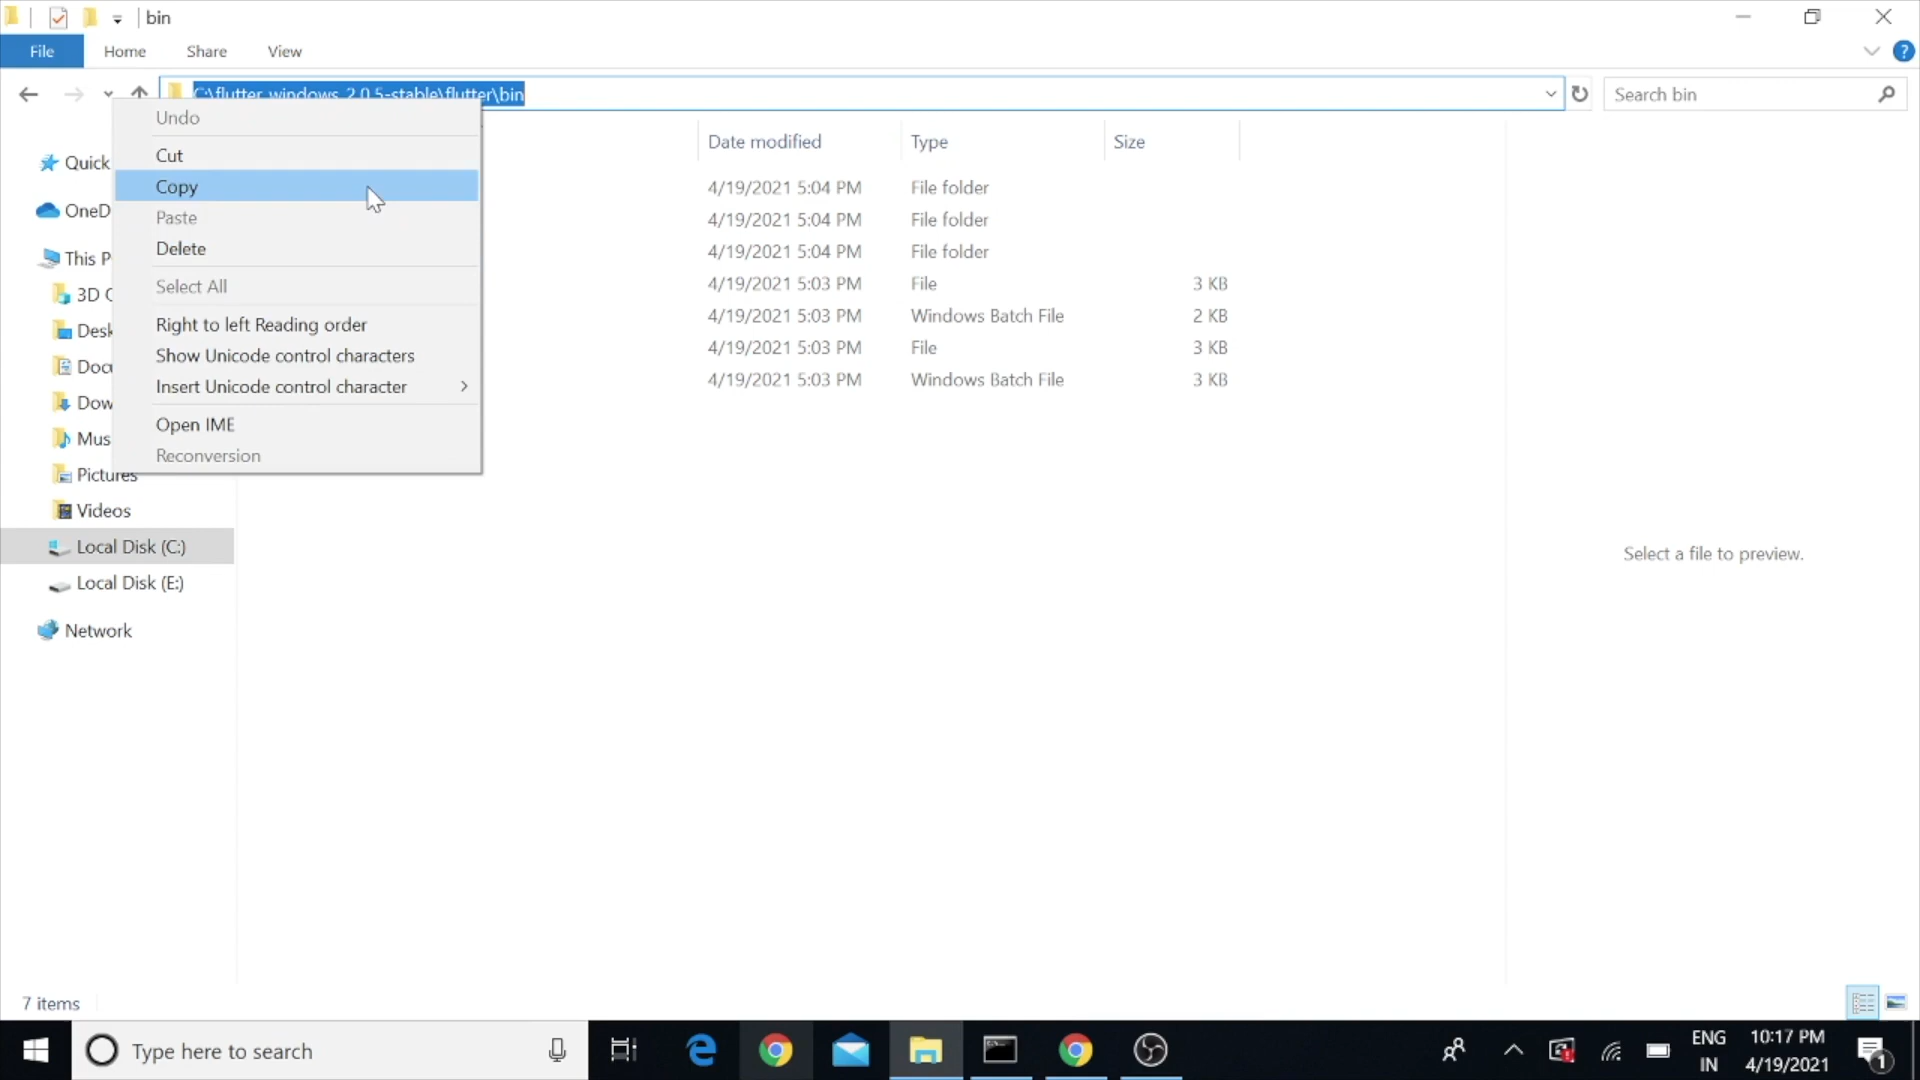 bin
File Home Share View
C:\flutter_windows_2.0.5-stable\flutter\bin
Search bin
Undo
Cut
Copy
Paste
Delete
Select All
Right to left Reading order
Show Unicode control characters
Insert Unicode control character
Open IME
Reconversion
Quick
OneD
This P
3D
Desk
Docu
Dow
Mus
Pictures
Videos
Local Disk (C:)
Local Disk (E:)
Network
Date modified Type Size
4/19/2021 5:04 PM File folder
4/19/2021 5:04 PM File folder
4/19/2021 5:04 PM File folder
4/19/2021 5:03 PM File 3 KB
4/19/2021 5:03 PM Windows Batch File 2 KB
4/19/2021 5:03 PM File 3 KB
4/19/2021 5:03 PM Windows Batch File 3 KB
Select a file to preview.
7 items
Type here to search
ENG
IN
10:17 PM
4/19/2021
1